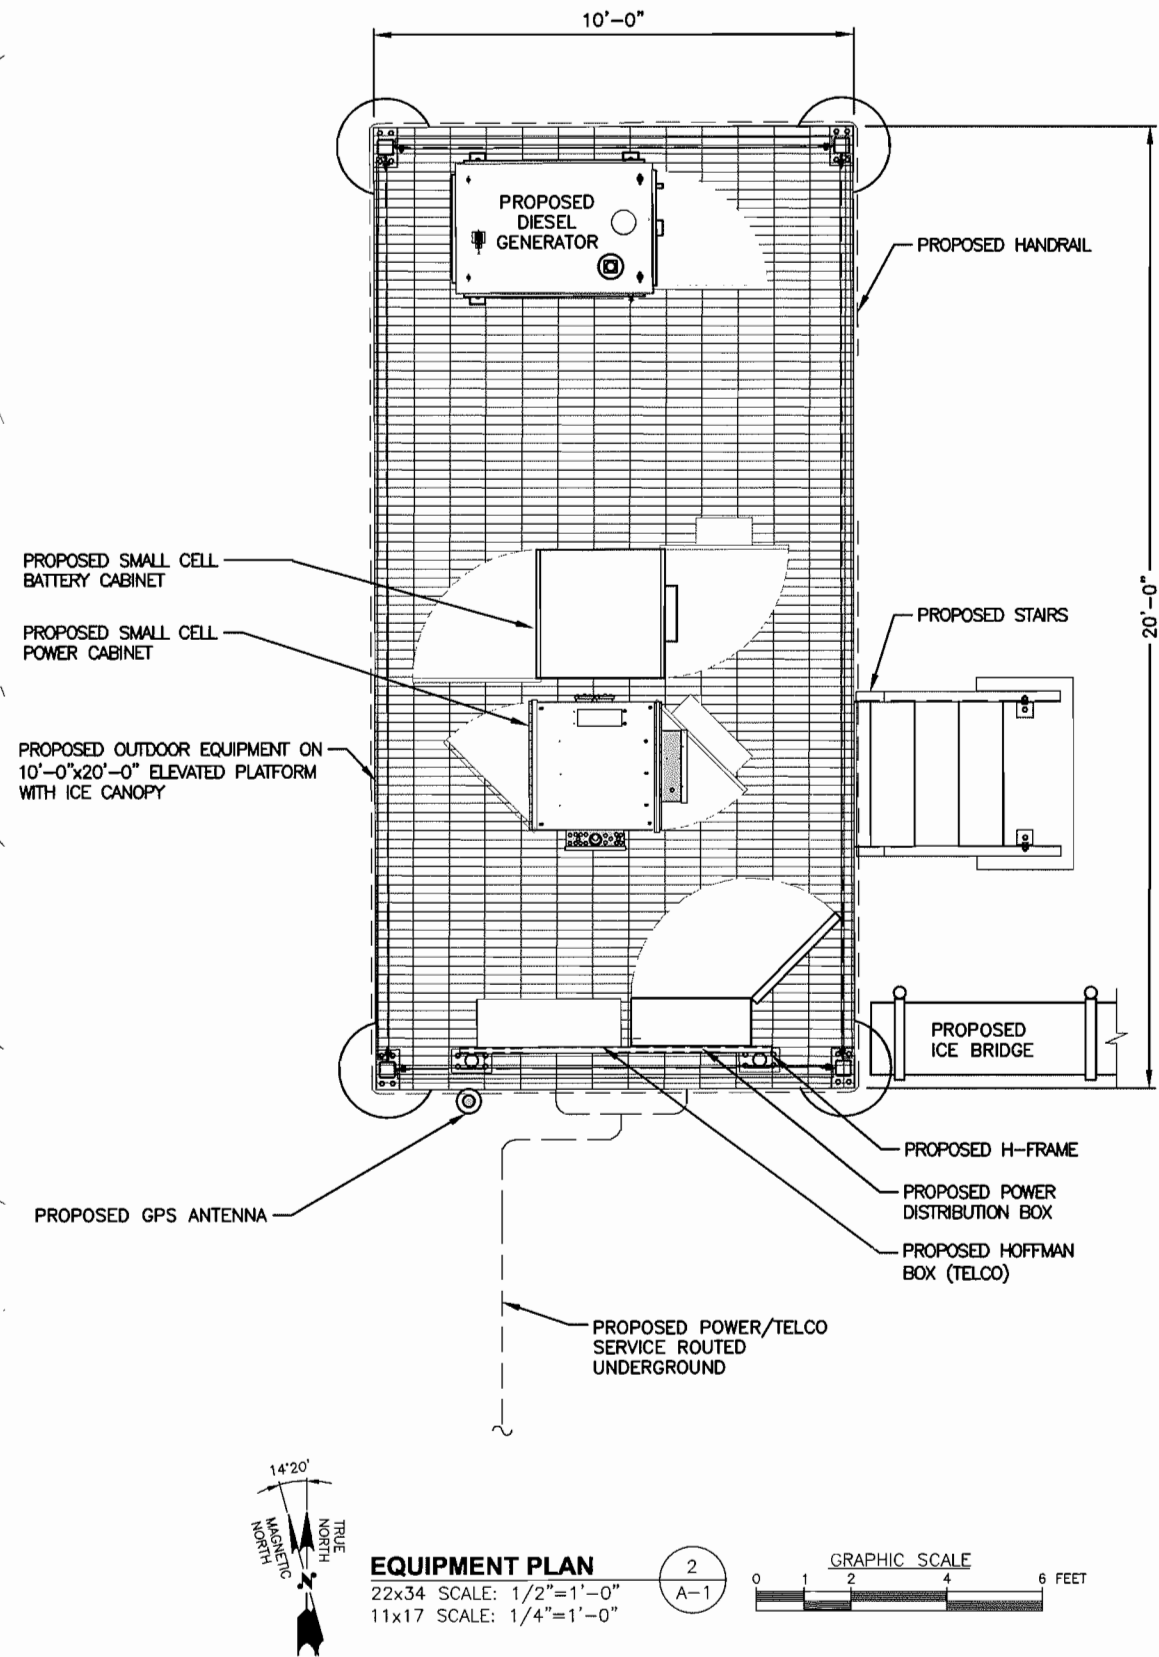 10'-0"
PROPOSED
DIESEL
GENERATOR
PROPOSED HANDRAIL
20'-0"
PROPOSED SMALL CELL
BATTERY CABINET
PROPOSED STAIRS
PROPOSED SMALL CELL
POWER CABINET
PROPOSED OUTDOOR EQUIPMENT ON
10'-0"x20'-0" ELEVATED PLATFORM
WITH ICE CANOPY
PROPOSED
ICE BRIDGE
PROPOSED H-FRAME
PROPOSED POWER
DISTRIBUTION BOX
PROPOSED GPS ANTENNA
PROPOSED HOFFMAN
BOX (TELCO)
PROPOSED POWER/TELCO
SERVICE ROUTED
UNDERGROUND
14°20'
TRUE
NORTH
MAGNETIC
NORTH
N
EQUIPMENT PLAN
22x34 SCALE: 1/2"=1'-0"
11x17 SCALE: 1/4"=1'-0"
2
A-1
GRAPHIC SCALE
0 1 2 4 6 FEET